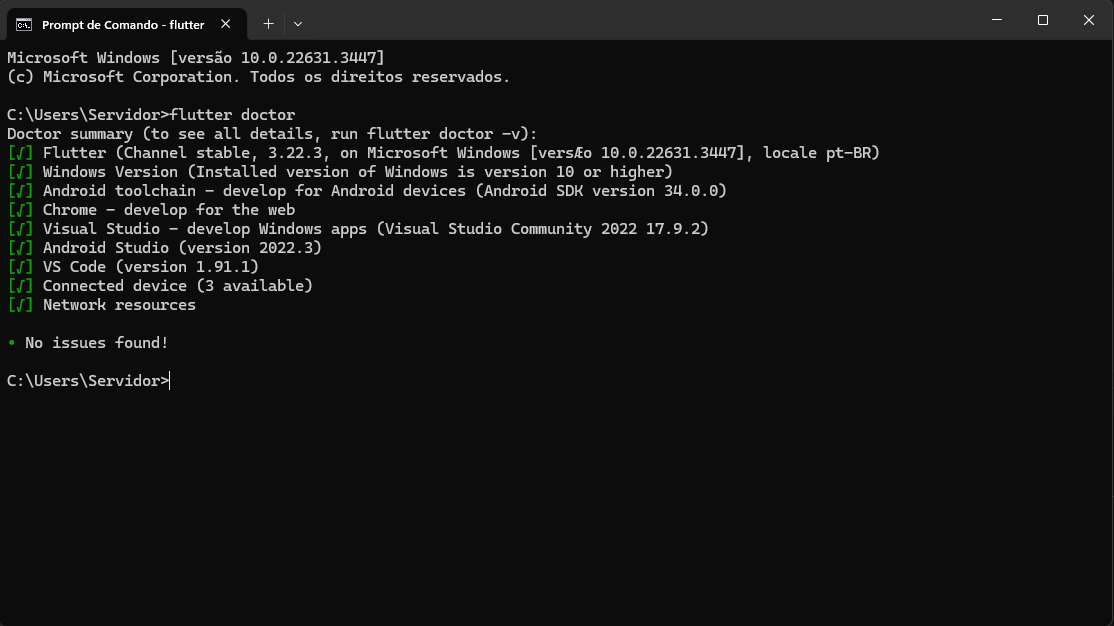 Prompt de Comando - flutter
Microsoft Windows [versão 10.0.22631.3447]
(c) Microsoft Corporation. Todos os direitos reservados.
C:\Users\Servidor>flutter doctor
Doctor summary (to see all details, run flutter doctor -v):
[√] Flutter (Channel stable, 3.22.3, on Microsoft Windows [versÆo 10.0.22631.3447], locale pt-BR)
[√] Windows Version (Installed version of Windows is version 10 or higher)
[√] Android toolchain - develop for Android devices (Android SDK version 34.0.0)
[√] Chrome - develop for the web
[√] Visual Studio - develop Windows apps (Visual Studio Community 2022 17.9.2)
[√] Android Studio (version 2022.3)
[√] VS Code (version 1.91.1)
[√] Connected device (3 available)
[√] Network resources
• No issues found!
C:\Users\Servidor>